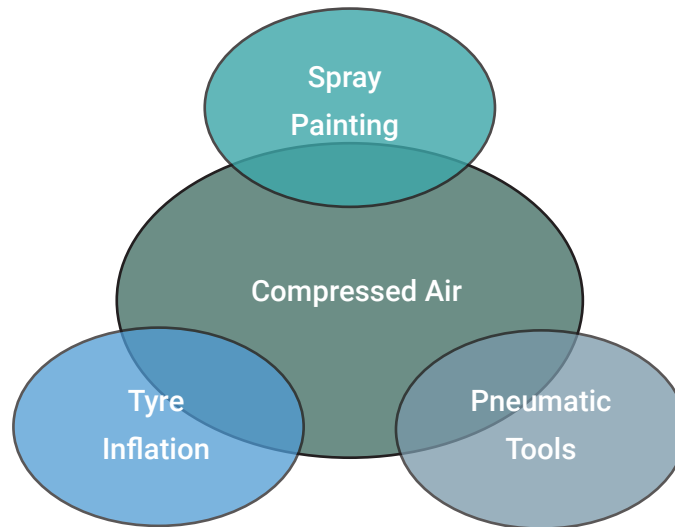 Spray
Painting
Compressed Air
Tyre
Inflation
Pneumatic
Tools